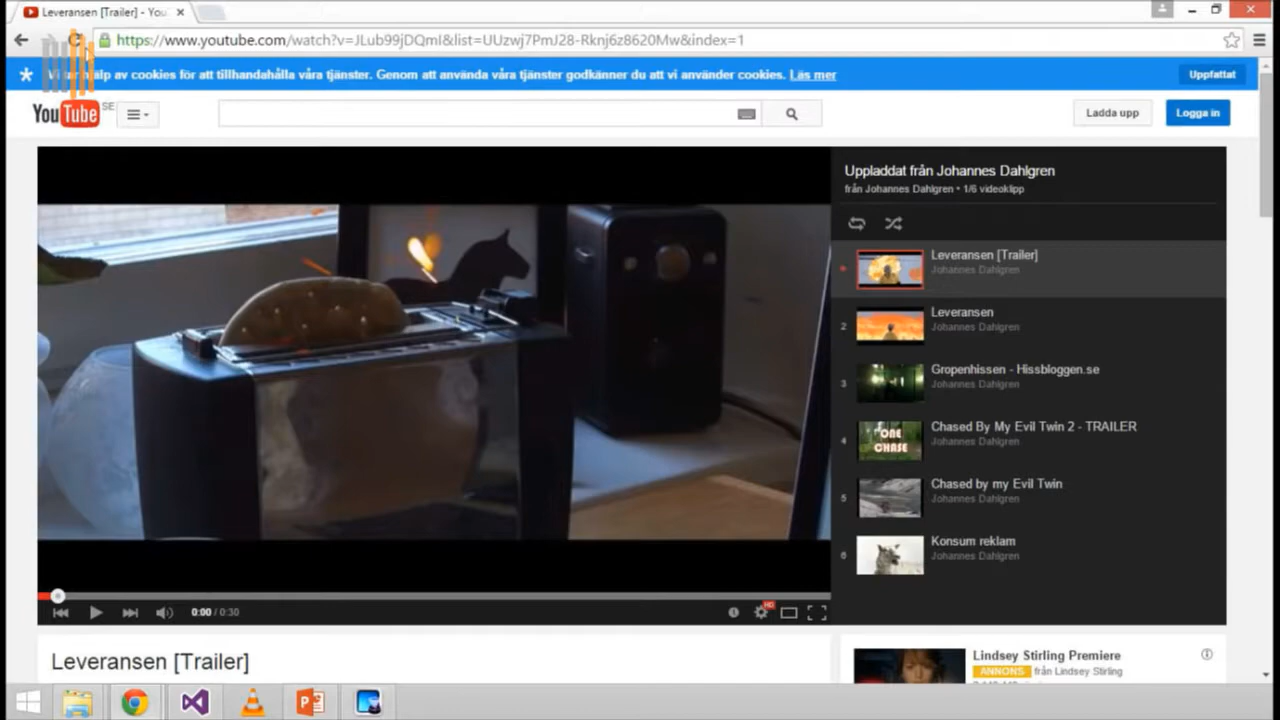 Leveransen [Trailer] - You
https://www.youtube.com/watch?v=JLub99jDQmI&list=UUzwj7PmJ28-Rknj6z8620Mw&index=1
hjälp av cookies för att tillhandahålla våra tjänster. Genom att använda våra tjänster godkänner du att vi använder cookies. Läs mer
Uppfattat
YouTube SE
Ladda upp
Logga in
Uppladdat från Johannes Dahlgren
från Johannes Dahlgren • 1/6 videoklipp
Leveransen [Trailer]
Johannes Dahlgren
2
Leveransen
Johannes Dahlgren
3
Gropenhissen - Hissbloggen.se
Johannes Dahlgren
4
ONE
CHASE
Chased By My Evil Twin 2 - TRAILER
Johannes Dahlgren
5
Chased by my Evil Twin
Johannes Dahlgren
6
Konsum reklam
Johannes Dahlgren
0:00 / 0:30
HD
Leveransen [Trailer]
Lindsey Stirling Premiere
ANNONS från Lindsey Stirling